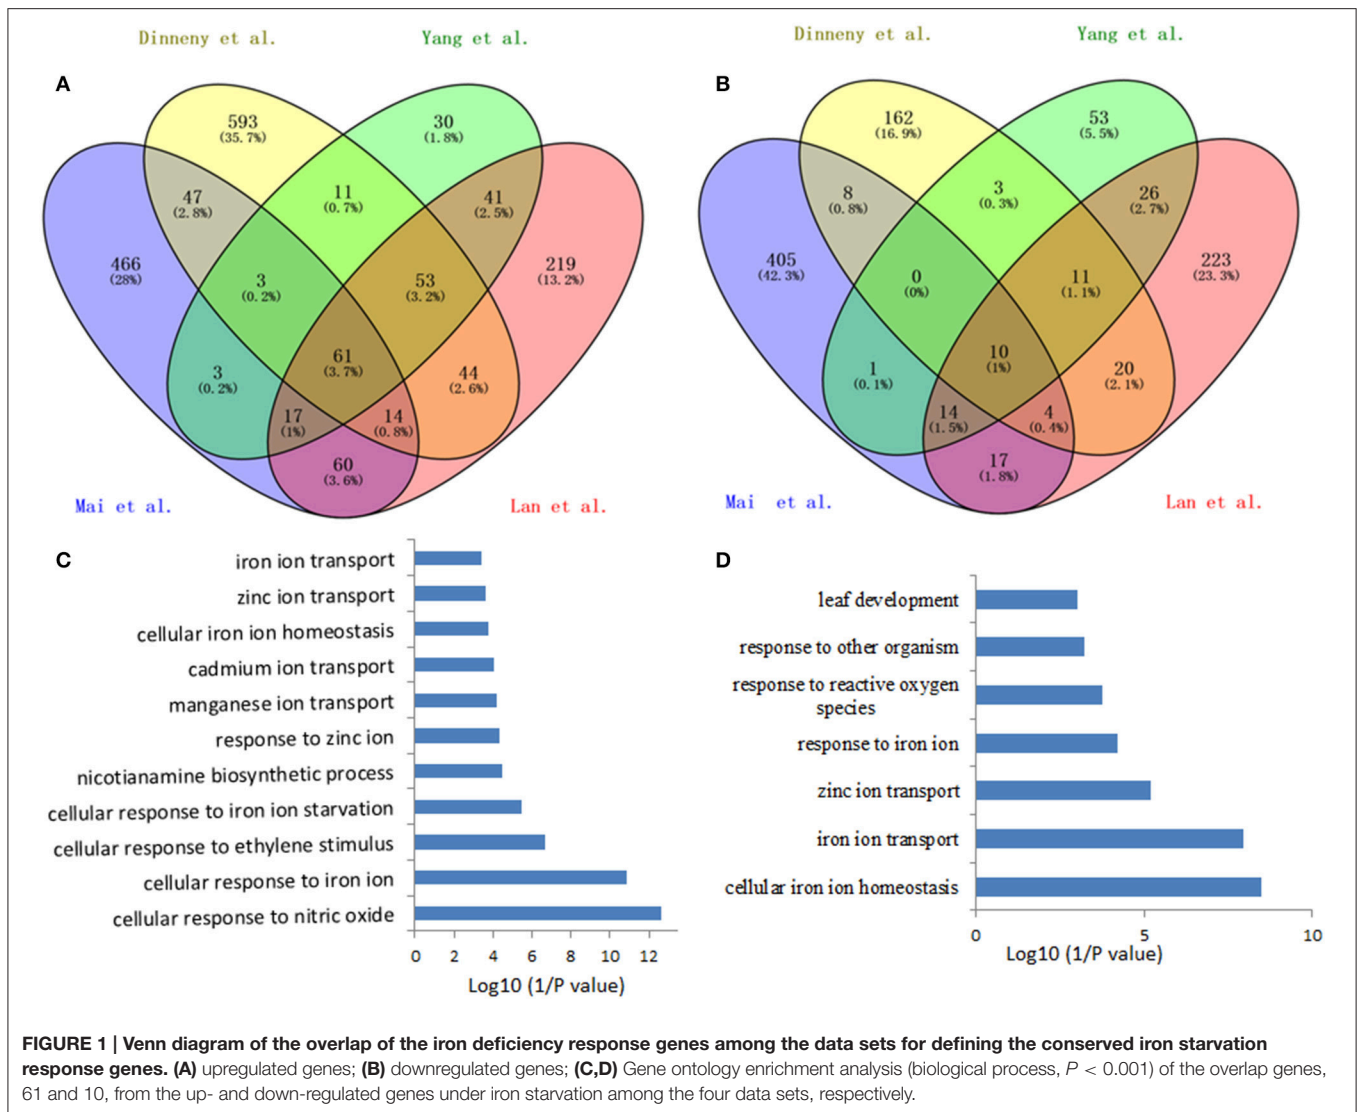 Dinneny et al.
Yang et al.
A
593
(35.7%)
30
(1.8%)
47
(2.8%)
11
(0.7%)
41
(2.5%)
466
(28%)
3
(0.2%)
53
(3.2%)
219
(13.2%)
61
(3.7%)
3
(0.2%)
44
(2.6%)
17
(1%)
14
(0.8%)
60
(3.6%)
Mai et al.
Lan et al.
Dinneny et al.
Yang et al.
B
162
(16.9%)
53
(5.5%)
8
(0.8%)
3
(0.3%)
26
(2.7%)
405
(42.3%)
0
(0%)
11
(1.1%)
223
(23.3%)
10
(1%)
1
(0.1%)
20
(2.1%)
14
(1.5%)
4
(0.4%)
17
(1.8%)
Mai et al.
Lan et al.
C
iron ion transport
zinc ion transport
cellular iron ion homeostasis
cadmium ion transport
manganese ion transport
response to zinc ion
nicotianamine biosynthetic process
cellular response to iron ion starvation
cellular response to ethylene stimulus
cellular response to iron ion
cellular response to nitric oxide
0 2 4 6 8 10 12
Log10 (1/P value)
D
leaf development
response to other organism
response to reactive oxygen
species
response to iron ion
zinc ion transport
iron ion transport
cellular iron ion homeostasis
0 5 10
Log10 (1/P value)
FIGURE 1 | Venn diagram of the overlap of the iron deficiency response genes among the data sets for defining the conserved iron starvation
response genes. (A) upregulated genes; (B) downregulated genes; (C,D) Gene ontology enrichment analysis (biological process, P < 0.001) of the overlap genes,
61 and 10, from the up- and down-regulated genes under iron starvation among the four data sets, respectively.